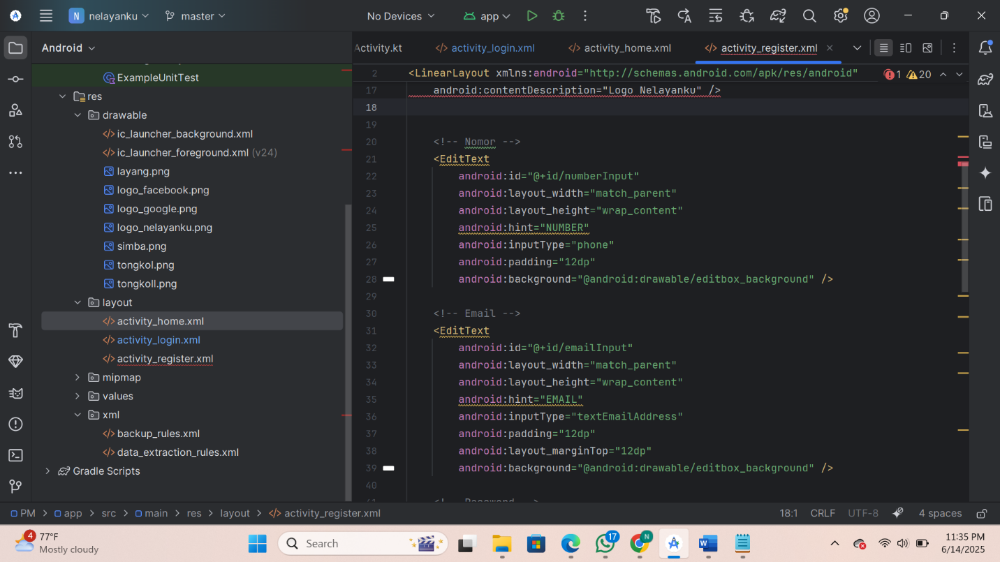 N nelayanku master No Devices app
Android
Activity.kt activity_login.xml activity_home.xml activity_register.xml
ExampleUnitTest
res
drawable
ic_launcher_background.xml
ic_launcher_foreground.xml (v24)
layang.png
logo_facebook.png
logo_google.png
logo_nelayanku.png
simba.png
tongkol.png
tongkoll.png
layout
activity_home.xml
activity_login.xml
activity_register.xml
mipmap
values
xml
backup_rules.xml
data_extraction_rules.xml
Gradle Scripts
2 <LinearLayout xmlns:android="http://schemas.android.com/apk/res/android" 1 20
17 android:contentDescription="Logo Nelayanku" />
18
19
20 <!-- Nomor -->
21 <EditText
22 android:id="@+id/numberInput"
23 android:layout_width="match_parent"
24 android:layout_height="wrap_content"
25 android:hint="NUMBER"
26 android:inputType="phone"
27 android:padding="12dp"
28 android:background="@android:drawable/editbox_background" />
29
30 <!-- Email -->
31 <EditText
32 android:id="@+id/emailInput"
33 android:layout_width="match_parent"
34 android:layout_height="wrap_content"
35 android:hint="EMAIL"
36 android:inputType="textEmailAddress"
37 android:padding="12dp"
38 android:layout_marginTop="12dp"
39 android:background="@android:drawable/editbox_background" />
40
PM app src main res layout activity_register.xml 18:1 CRLF UTF-8 4 spaces
4 77°F
Mostly cloudy
Search
17
N
W
11:35 PM
6/14/2025